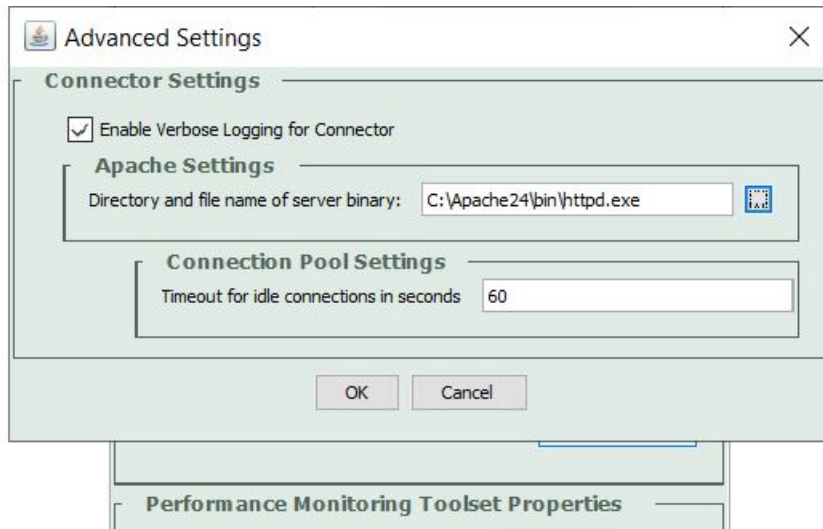 Advanced Settings
Connector Settings
Enable Verbose Logging for Connector
Apache Settings
Directory and file name of server binary: C:\Apache24\bin\httpd.exe
Connection Pool Settings
Timeout for idle connections in seconds 60
OK Cancel
Performance Monitoring Toolset Properties